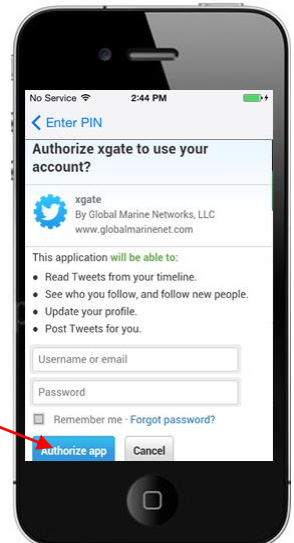 No Service 2:44 PM
Enter PIN
Authorize xgate to use your
account?
xgate
By Global Marine Networks, LLC
www.globalmarinenet.com
This application will be able to:
• Read Tweets from your timeline.
• See who you follow, and follow new people.
• Update your profile.
• Post Tweets for you.
Username or email
Password
Remember me · Forgot password?
Authorize app Cancel